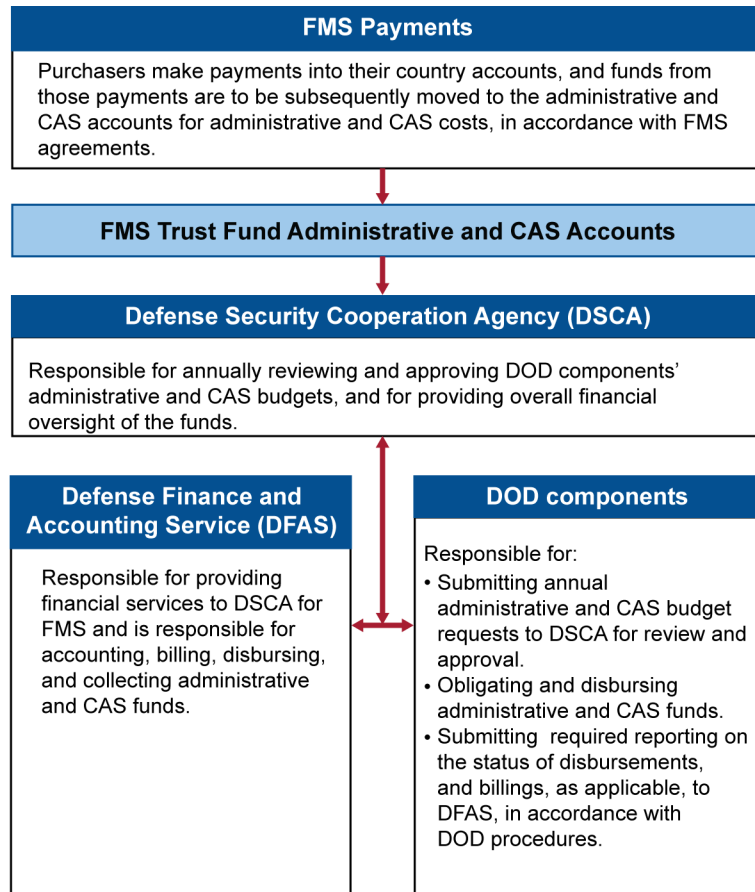 FMS Payments
Purchasers make payments into their country accounts, and funds from
those payments are to be subsequently moved to the administrative and
CAS accounts for administrative and CAS costs, in accordance with FMS
agreements.
FMS Trust Fund Administrative and CAS Accounts
Defense Security Cooperation Agency (DSCA)
Responsible for annually reviewing and approving DOD components’
administrative and CAS budgets, and for providing overall financial
oversight of the funds.
Defense Finance and
Accounting Service (DFAS)
Responsible for providing
financial services to DSCA for
FMS and is responsible for
accounting, billing, disbursing,
and collecting administrative
and CAS funds.
DOD components
Responsible for:
• Submitting annual
administrative and CAS budget
requests to DSCA for review and
approval.
• Obligating and disbursing
administrative and CAS funds.
• Submitting required reporting on
the status of disbursements,
and billings, as applicable, to
DFAS, in accordance with
DOD procedures.